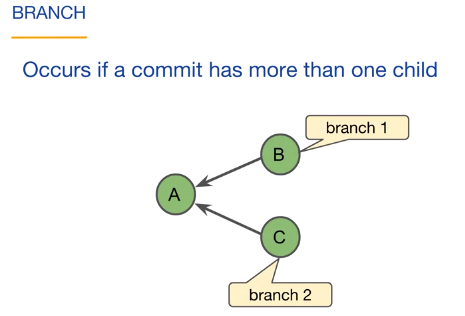 BRANCH
Occurs if a commit has more than one child
branch 1
B
A
C
branch 2